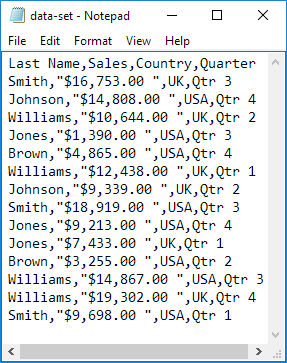 data-set - Notepad
File Edit Format View Help
Last Name,Sales,Country,Quarter
Smith,"$16,753.00 ",UK,Qtr 3
Johnson,"$14,808.00 ",USA,Qtr 4
Williams,"$10,644.00 ",UK,Qtr 2
Jones,"$1,390.00 ",USA,Qtr 3
Brown,"$4,865.00 ",USA,Qtr 4
Williams,"$12,438.00 ",UK,Qtr 1
Johnson,"$9,339.00 ",UK,Qtr 2
Smith,"$18,919.00 ",USA,Qtr 3
Jones,"$9,213.00 ",USA,Qtr 4
Jones,"$7,433.00 ",UK,Qtr 1
Brown,"$3,255.00 ",USA,Qtr 2
Williams,"$14,867.00 ",USA,Qtr 3
Williams,"$19,302.00 ",UK,Qtr 4
Smith,"$9,698.00 ",USA,Qtr 1